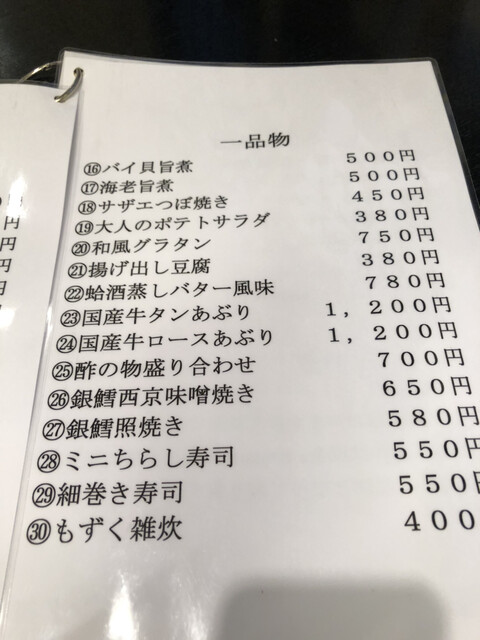 一品物
⑯バイ貝旨煮 500円
⑰海老旨煮 500円
⑱サザエつぼ焼き 450円
⑲大人のポテトサラダ 380円
⑳和風グラタン 750円
㉑揚げ出し豆腐 380円
㉒蛤酒蒸しバター風味 780円
㉓国産牛タンあぶり 1,200円
㉔国産牛ロースあぶり 1,200円
㉕酢の物盛り合わせ 700円
㉖銀鱈西京味噌焼き 650円
㉗銀鱈照焼き 580円
㉘ミニちらし寿司 550円
㉙細巻き寿司 550円
㉚もずく雑炊 400